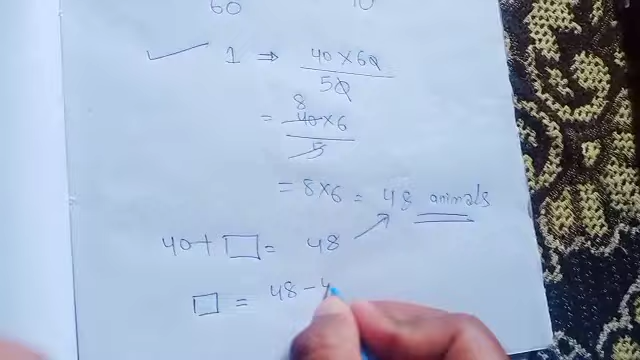 60 10
✓ 1 ⇒ 40 × 60 / 50
8
= 40 × 6 / 5
= 8 × 6 = 48 animals
40 + □ = 48
□ = 48 − 4